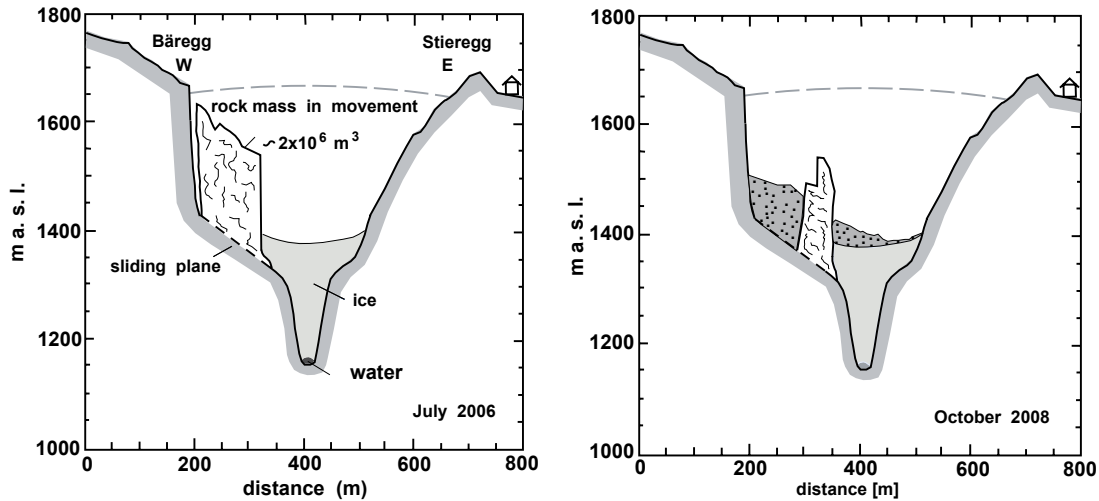 1800
1600
1400
1200
1000
m a. s. l.
Bäregg
W
Stieregg
E
rock mass in movement
~ 2x10⁶ m³
sliding plane
ice
water
July 2006
0 200 400 600 800
distance (m)
1800
1600
1400
1200
1000
m a. s. l.
October 2008
0 200 400 600 800
distance [m]